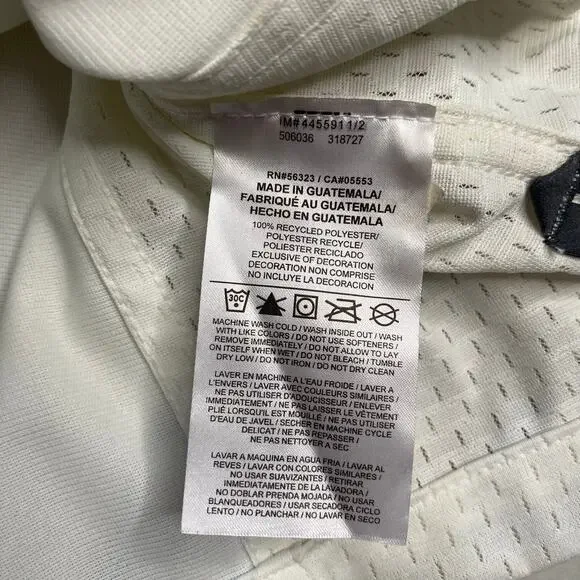 IM#4455911/2
506036 318727
RN#56323 / CA#05553
MADE IN GUATEMALA/
FABRIQUÉ AU GUATEMALA/
HECHO EN GUATEMALA
100% RECYCLED POLYESTER/
POLYESTER RECYCLE/
POLIESTER RECICLADO
EXCLUSIVE OF DECORATION
DECORATION NON COMPRISE
NO INCLUYE LA DECORACION
30C
MACHINE WASH COLD / WASH INSIDE OUT / WASH
WITH LIKE COLORS / DO NOT USE SOFTENERS /
REMOVE IMMEDIATELY / DO NOT ALLOW TO LAY
ON ITSELF WHEN WET / DO NOT BLEACH / TUMBLE
DRY LOW / DO NOT IRON / DO NOT DRY CLEAN
LAVER EN MACHINE A L'EAU FROIDE / LAVER A
L'ENVERS / LAVER AVEC COULEURS SIMILAIRES /
NE PAS UTILISER D'ADOUCISSEUR / ENLEVER
IMMEDIATEMENT / NE PAS LAISSER LE VÊTEMENT
PLIÉ LORSQU'IL EST MOUILLÉ / NE PAS UTILISER
D'EAU DE JAVEL / SECHER EN MACHINE CYCLE
DELICAT / NE PAS REPASSER /
NE PAS NETTOYER A SEC
LAVAR A MAQUINA EN AGUA FRIA / LAVAR AL
REVES / LAVAR CON COLORES SIMILARES /
NO USAR SUAVIZANTES / RETIRAR
INMEDIATAMENTE DE LA LAVADORA /
NO DOBLAR PRENDA MOJADA / NO USAR
BLANQUEADORES / USAR SECADORA CICLO
LENTO / NO PLANCHAR / NO LAVAR EN SECO